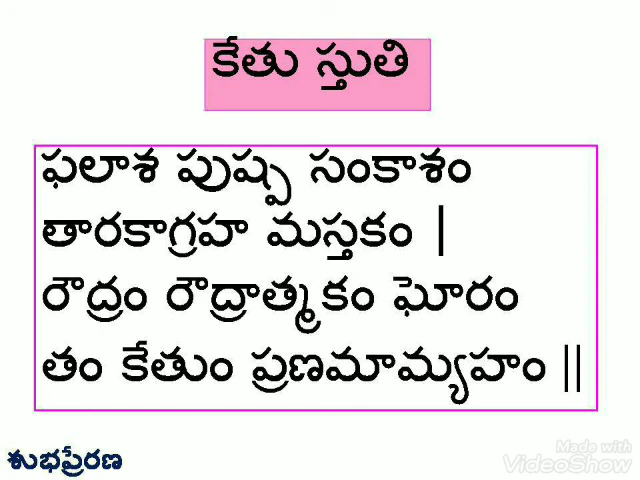 కేతు స్తుతి
ఫలాశ పుష్ప సంకాశం
తారకాగ్రహ మస్తకం |
రౌద్రం రౌద్రాత్మకం ఘోరం
తం కేతుం ప్రణమామ్యహం ||
శుభప్రేరణ
Made with
VideoShow